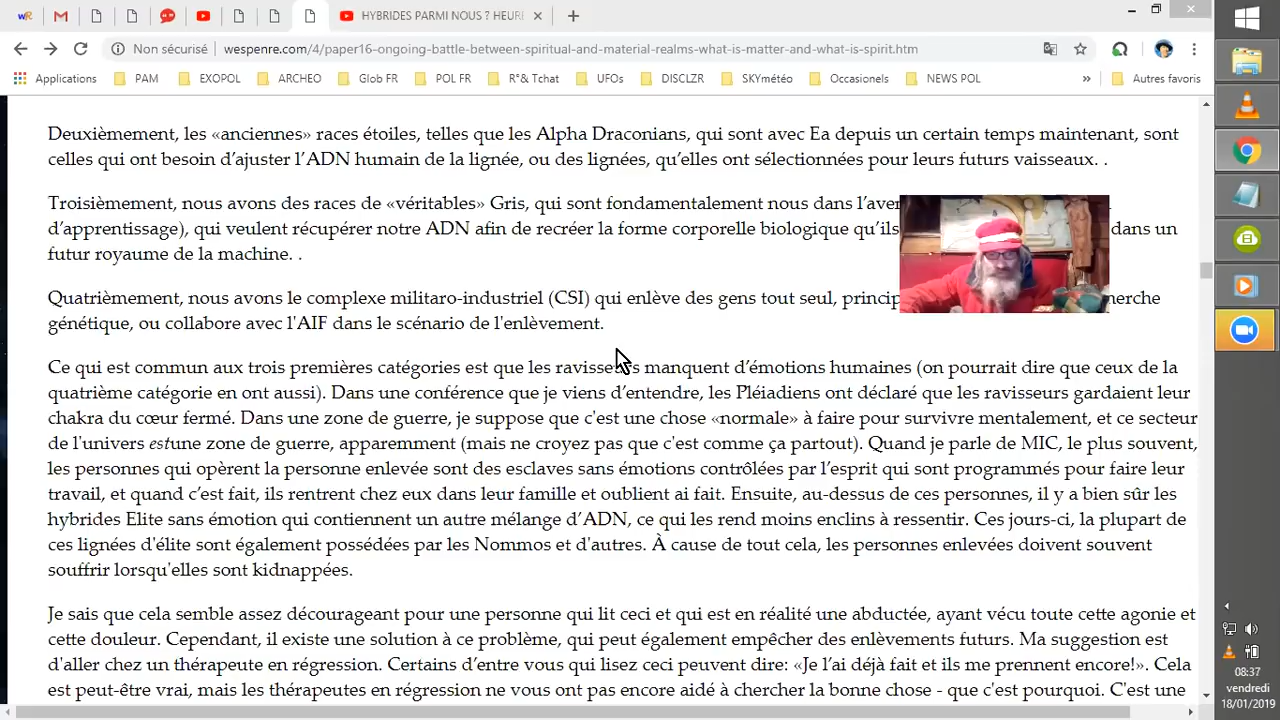 HYBRIDES PARMI NOUS ? HEURE
Non sécurisé
wespenre.com/4/paper16-ongoing-battle-between-spiritual-and-material-realms-what-is-matter-and-what-is-spirit.htm
Applications PAM EXOPOL ARCHEO Glob FR POL FR R°& Tchat UFOs DISCLZR SKYmétéo Occasionels NEWS POL » Autres favoris
Deuxièmement, les «anciennes» races étoiles, telles que les Alpha Draconians, qui sont avec Ea depuis un certain temps maintenant, sont
celles qui ont besoin d’ajuster l’ADN humain de la lignée, ou des lignées, qu’elles ont sélectionnées pour leurs futurs vaisseaux. .
Troisièmement, nous avons des races de «véritables» Gris, qui sont fondamentalement nous dans l’aven
d’apprentissage), qui veulent récupérer notre ADN afin de recréer la forme corporelle biologique qu’ils dans un
futur royaume de la machine. .
Quatrièmement, nous avons le complexe militaro-industriel (CSI) qui enlève des gens tout seul, princip erche
génétique, ou collabore avec l'AIF dans le scénario de l'enlèvement.
Ce qui est commun aux trois premières catégories est que les ravisseurs manquent d’émotions humaines (on pourrait dire que ceux de la
quatrième catégorie en ont aussi). Dans une conférence que je viens d’entendre, les Pléiadiens ont déclaré que les ravisseurs gardaient leur
chakra du cœur fermé. Dans une zone de guerre, je suppose que c'est une chose «normale» à faire pour survivre mentalement, et ce secteur
de l'univers estune zone de guerre, apparemment (mais ne croyez pas que c'est comme ça partout). Quand je parle de MIC, le plus souvent,
les personnes qui opèrent la personne enlevée sont des esclaves sans émotions contrôlées par l’esprit qui sont programmés pour faire leur
travail, et quand c’est fait, ils rentrent chez eux dans leur famille et oublient ai fait. Ensuite, au-dessus de ces personnes, il y a bien sûr les
hybrides Elite sans émotion qui contiennent un autre mélange d’ADN, ce qui les rend moins enclins à ressentir. Ces jours-ci, la plupart de
ces lignées d'élite sont également possédées par les Nommos et d'autres. À cause de tout cela, les personnes enlevées doivent souvent
souffrir lorsqu'elles sont kidnappées.
Je sais que cela semble assez décourageant pour une personne qui lit ceci et qui est en réalité une abductée, ayant vécu toute cette agonie et
cette douleur. Cependant, il existe une solution à ce problème, qui peut également empêcher des enlèvements futurs. Ma suggestion est
d'aller chez un thérapeute en régression. Certains d’entre vous qui lisez ceci peuvent dire: «Je l’ai déjà fait et ils me prennent encore!». Cela
est peut-être vrai, mais les thérapeutes en régression ne vous ont pas encore aidé à chercher la bonne chose - que c'est pourquoi. C'est une
08:37
vendredi
18/01/2019